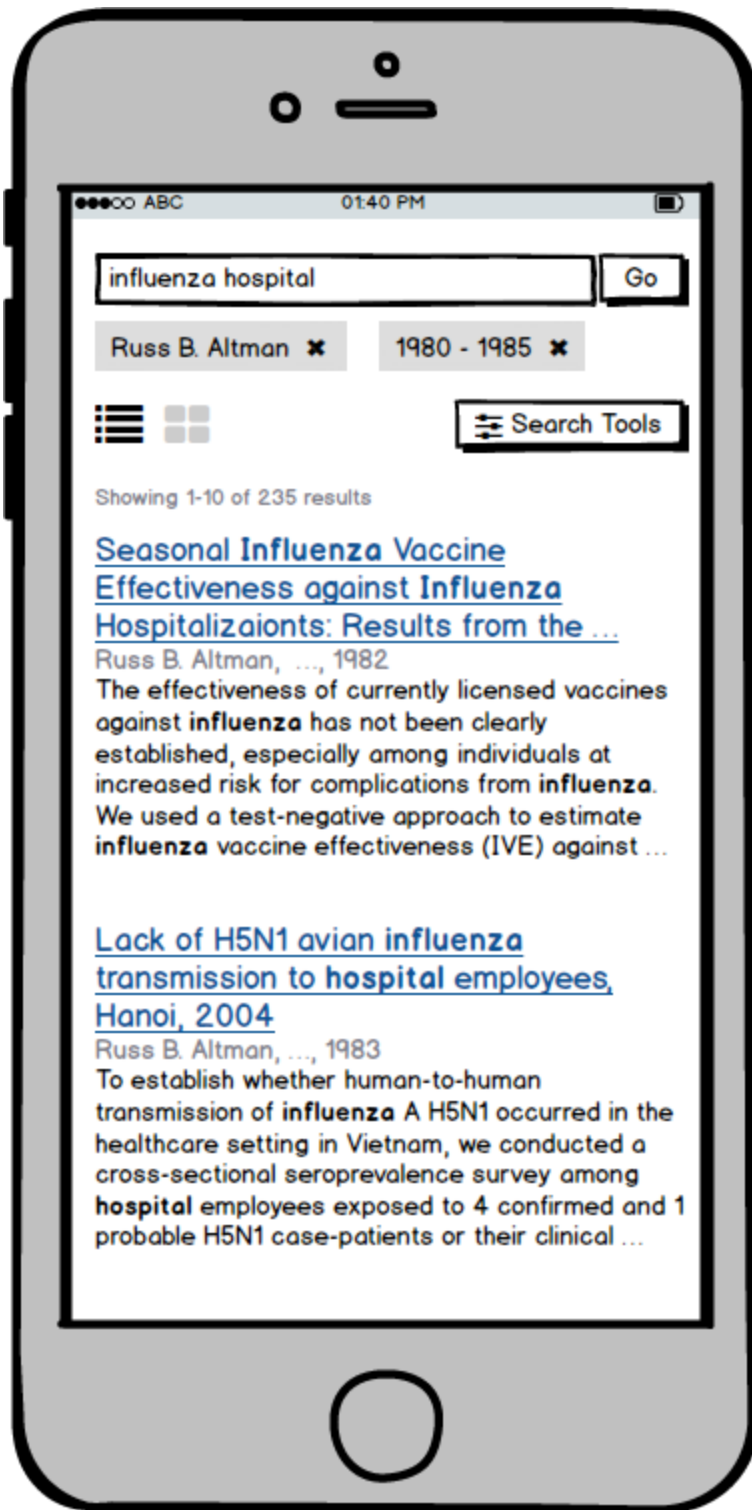 ABC 01:40 PM
influenza hospital Go
Russ B. Altman ✖ 1980 - 1985 ✖
Search Tools
Showing 1-10 of 235 results
Seasonal Influenza Vaccine
Effectiveness against Influenza
Hospitalizaionts: Results from the ...
Russ B. Altman, ..., 1982
The effectiveness of currently licensed vaccines
against influenza has not been clearly
established, especially among individuals at
increased risk for complications from influenza.
We used a test-negative approach to estimate
influenza vaccine effectiveness (IVE) against ...
Lack of H5N1 avian influenza
transmission to hospital employees,
Hanoi, 2004
Russ B. Altman, ..., 1983
To establish whether human-to-human
transmission of influenza A H5N1 occurred in the
healthcare setting in Vietnam, we conducted a
cross-sectional seroprevalence survey among
hospital employees exposed to 4 confirmed and 1
probable H5N1 case-patients or their clinical ...